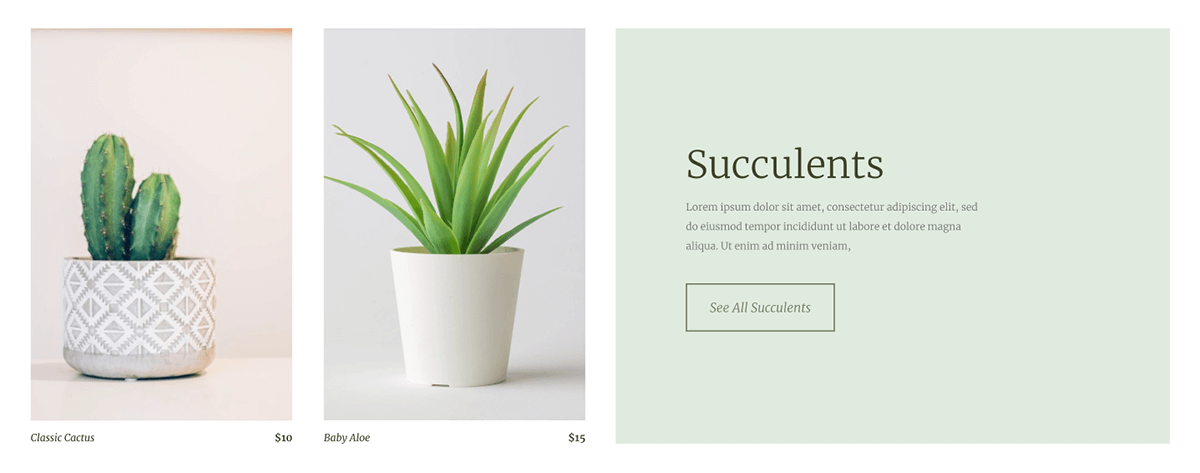 Classic Cactus $10
Baby Aloe $15
Succulents
Lorem ipsum dolor sit amet, consectetur adipiscing elit, sed
do eiusmod tempor incididunt ut labore et dolore magna
aliqua. Ut enim ad minim veniam,
See All Succulents